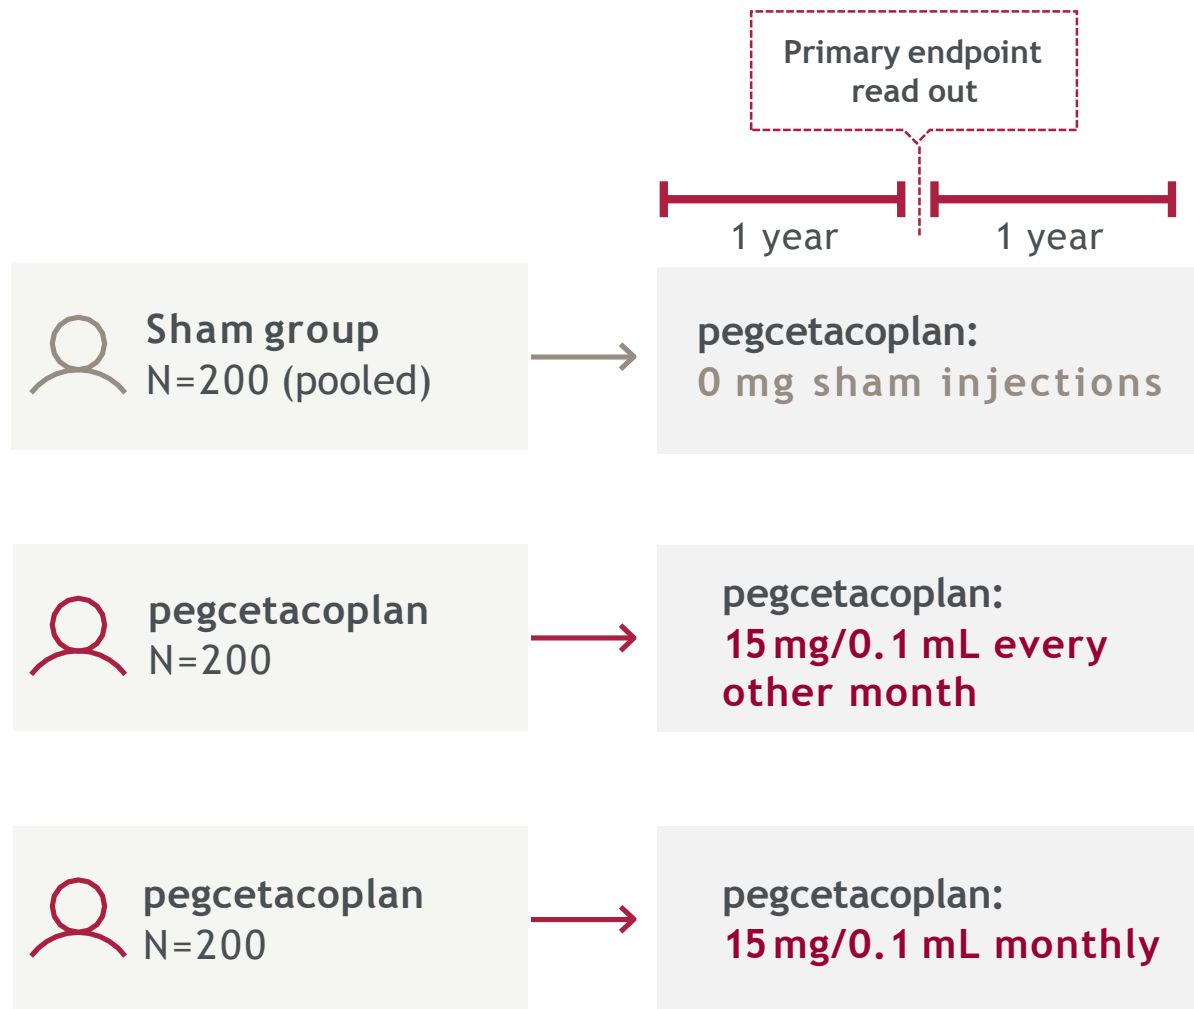 Primary endpoint
read out
1 year
1 year
Sham group
N=200 (pooled)
pegcetacoplan:
0 mg sham injections
pegcetacoplan
N=200
pegcetacoplan:
15 mg/0.1 mL every
other month
pegcetacoplan
N=200
pegcetacoplan:
15 mg/0.1 mL monthly